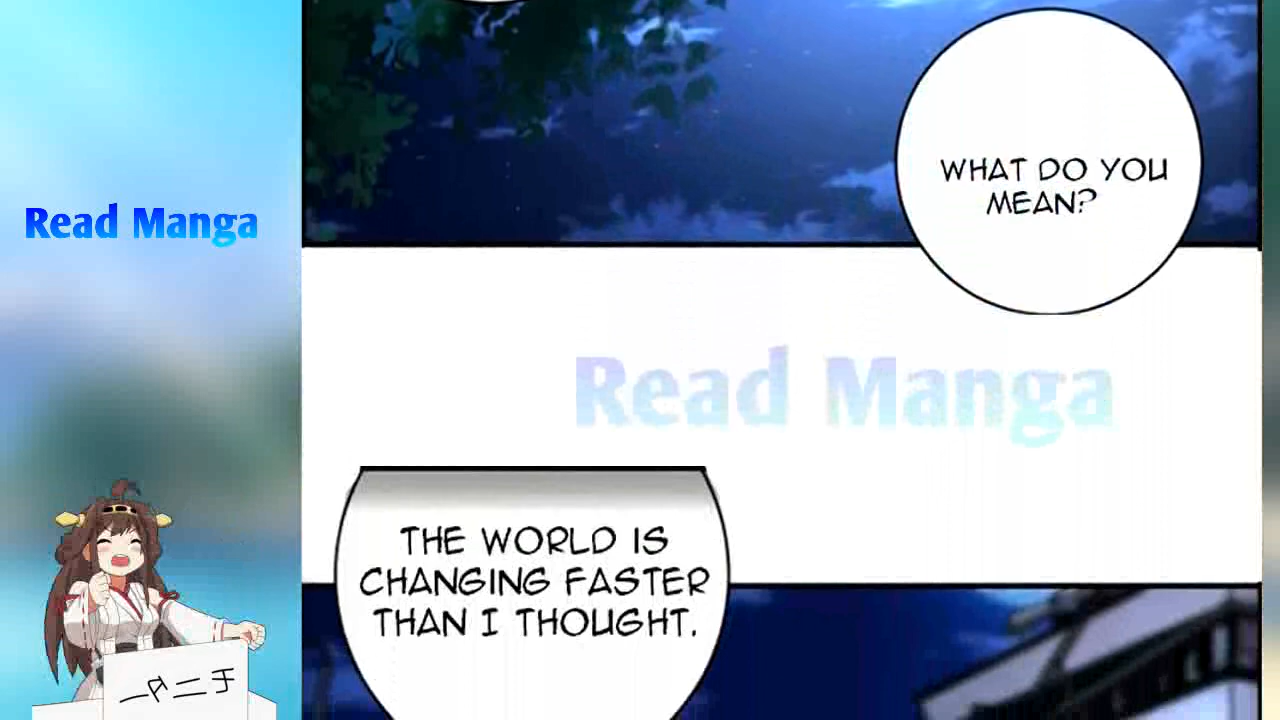 WHAT DO YOU
MEAN?
Read Manga
Read Manga
THE WORLD IS
CHANGING FASTER
THAN I THOUGHT.